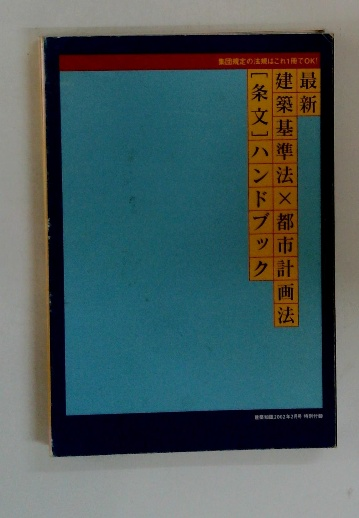 集団規定の法規はこれ1冊でOK!
最新
建築基準法×都市計画法
[条文]ハンドブック
建築知識2003年2月号 特別付録